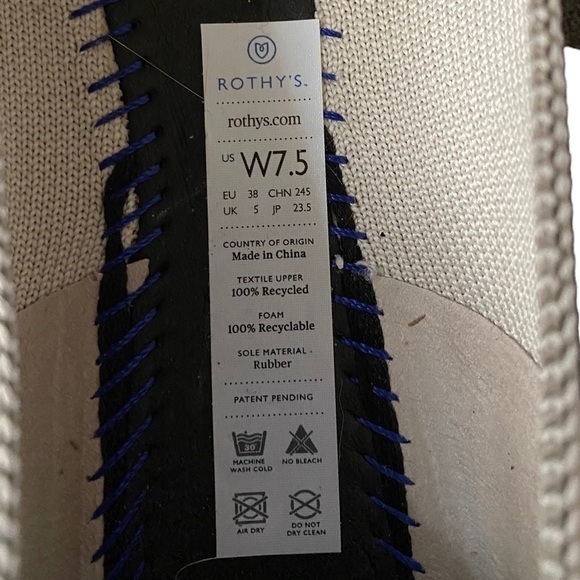 ROTHY'S™
rothys.com
US W7.5
EU 38 CHN 245
UK 5 JP 23.5
COUNTRY OF ORIGIN
Made in China
TEXTILE UPPER
100% Recycled
FOAM
100% Recyclable
SOLE MATERIAL
Rubber
PATENT PENDING
30°
MACHINE WASH COLD
NO BLEACH
AIR DRY
DO NOT DRY CLEAN